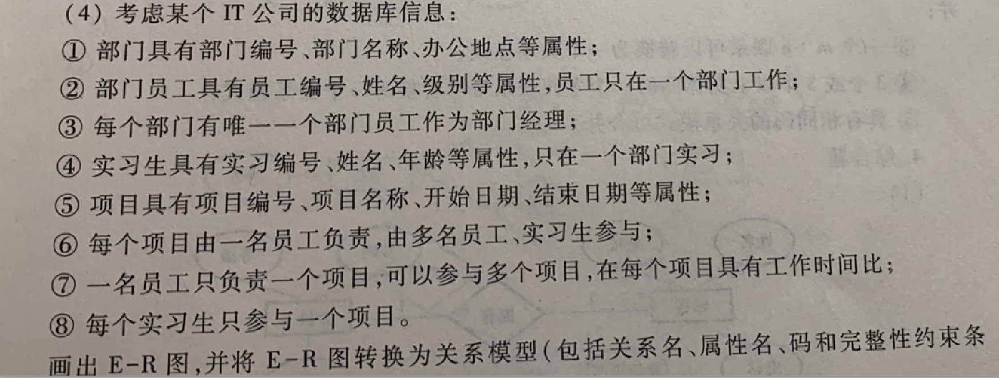 (4) 考虑某个 IT 公司的数据库信息:
① 部门具有部门编号、部门名称、办公地点等属性;
② 部门员工具有员工编号、姓名、级别等属性,员工只在一个部门工作;
③ 每个部门有唯一一个部门员工作为部门经理;
④ 实习生具有实习编号、姓名、年龄等属性,只在一个部门实习;
⑤ 项目具有项目编号、项目名称、开始日期、结束日期等属性;
⑥ 每个项目由一名员工负责,由多名员工、实习生参与;
⑦ 一名员工只负责一个项目,可以参与多个项目,在每个项目具有工作时间比;
⑧ 每个实习生只参与一个项目。
画出 E-R 图,并将 E-R 图转换为关系模型(包括关系名、属性名、码和完整性约束条